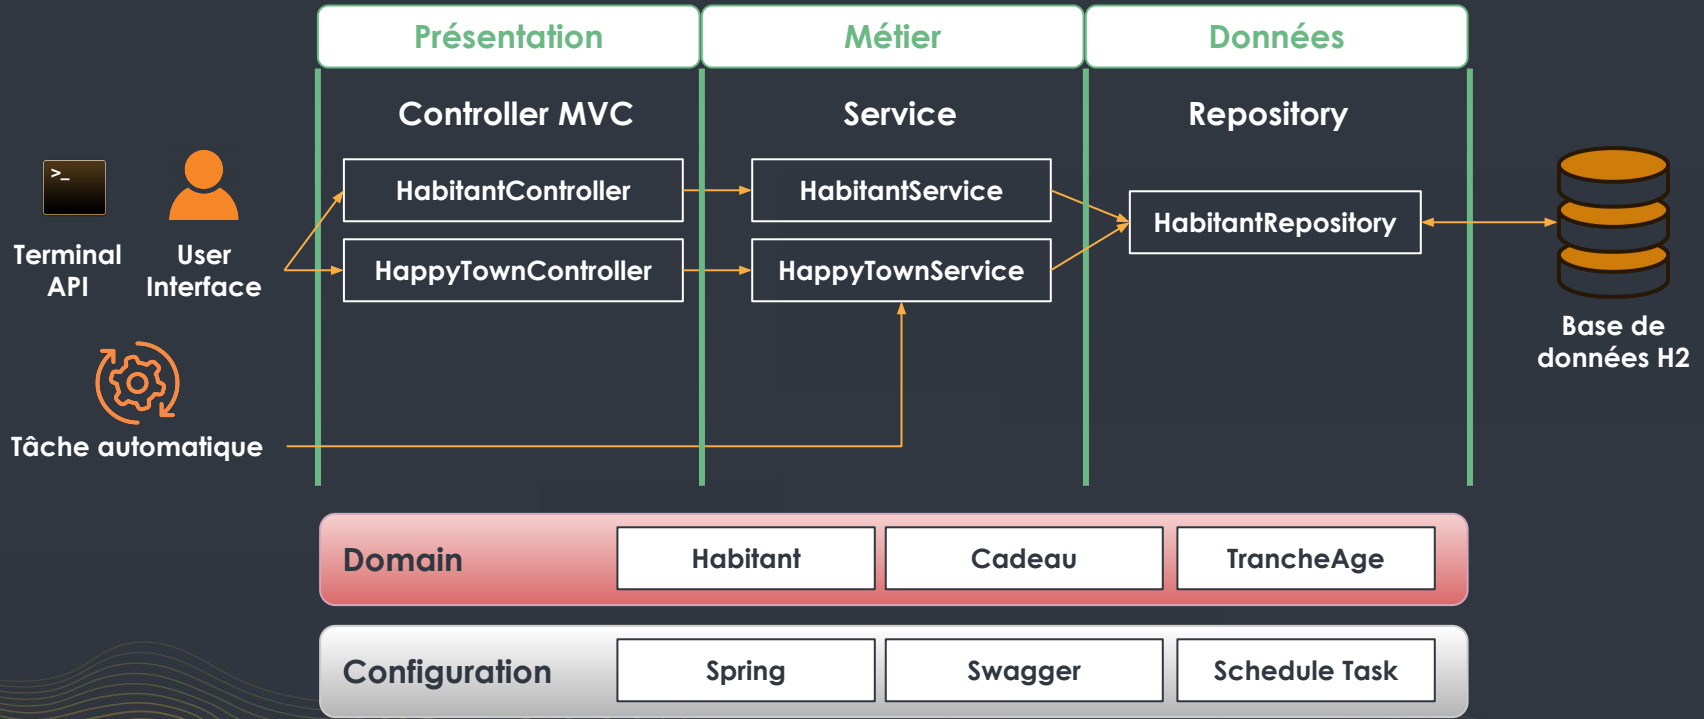 Présentation
Métier
Données
Controller MVC
Service
Repository
>_
HabitantController
HabitantService
HabitantRepository
Terminal
API
User
Interface
HappyTownController
HappyTownService
Base de
données H2
Tâche automatique
Domain
Habitant
Cadeau
TrancheAge
Configuration
Spring
Swagger
Schedule Task